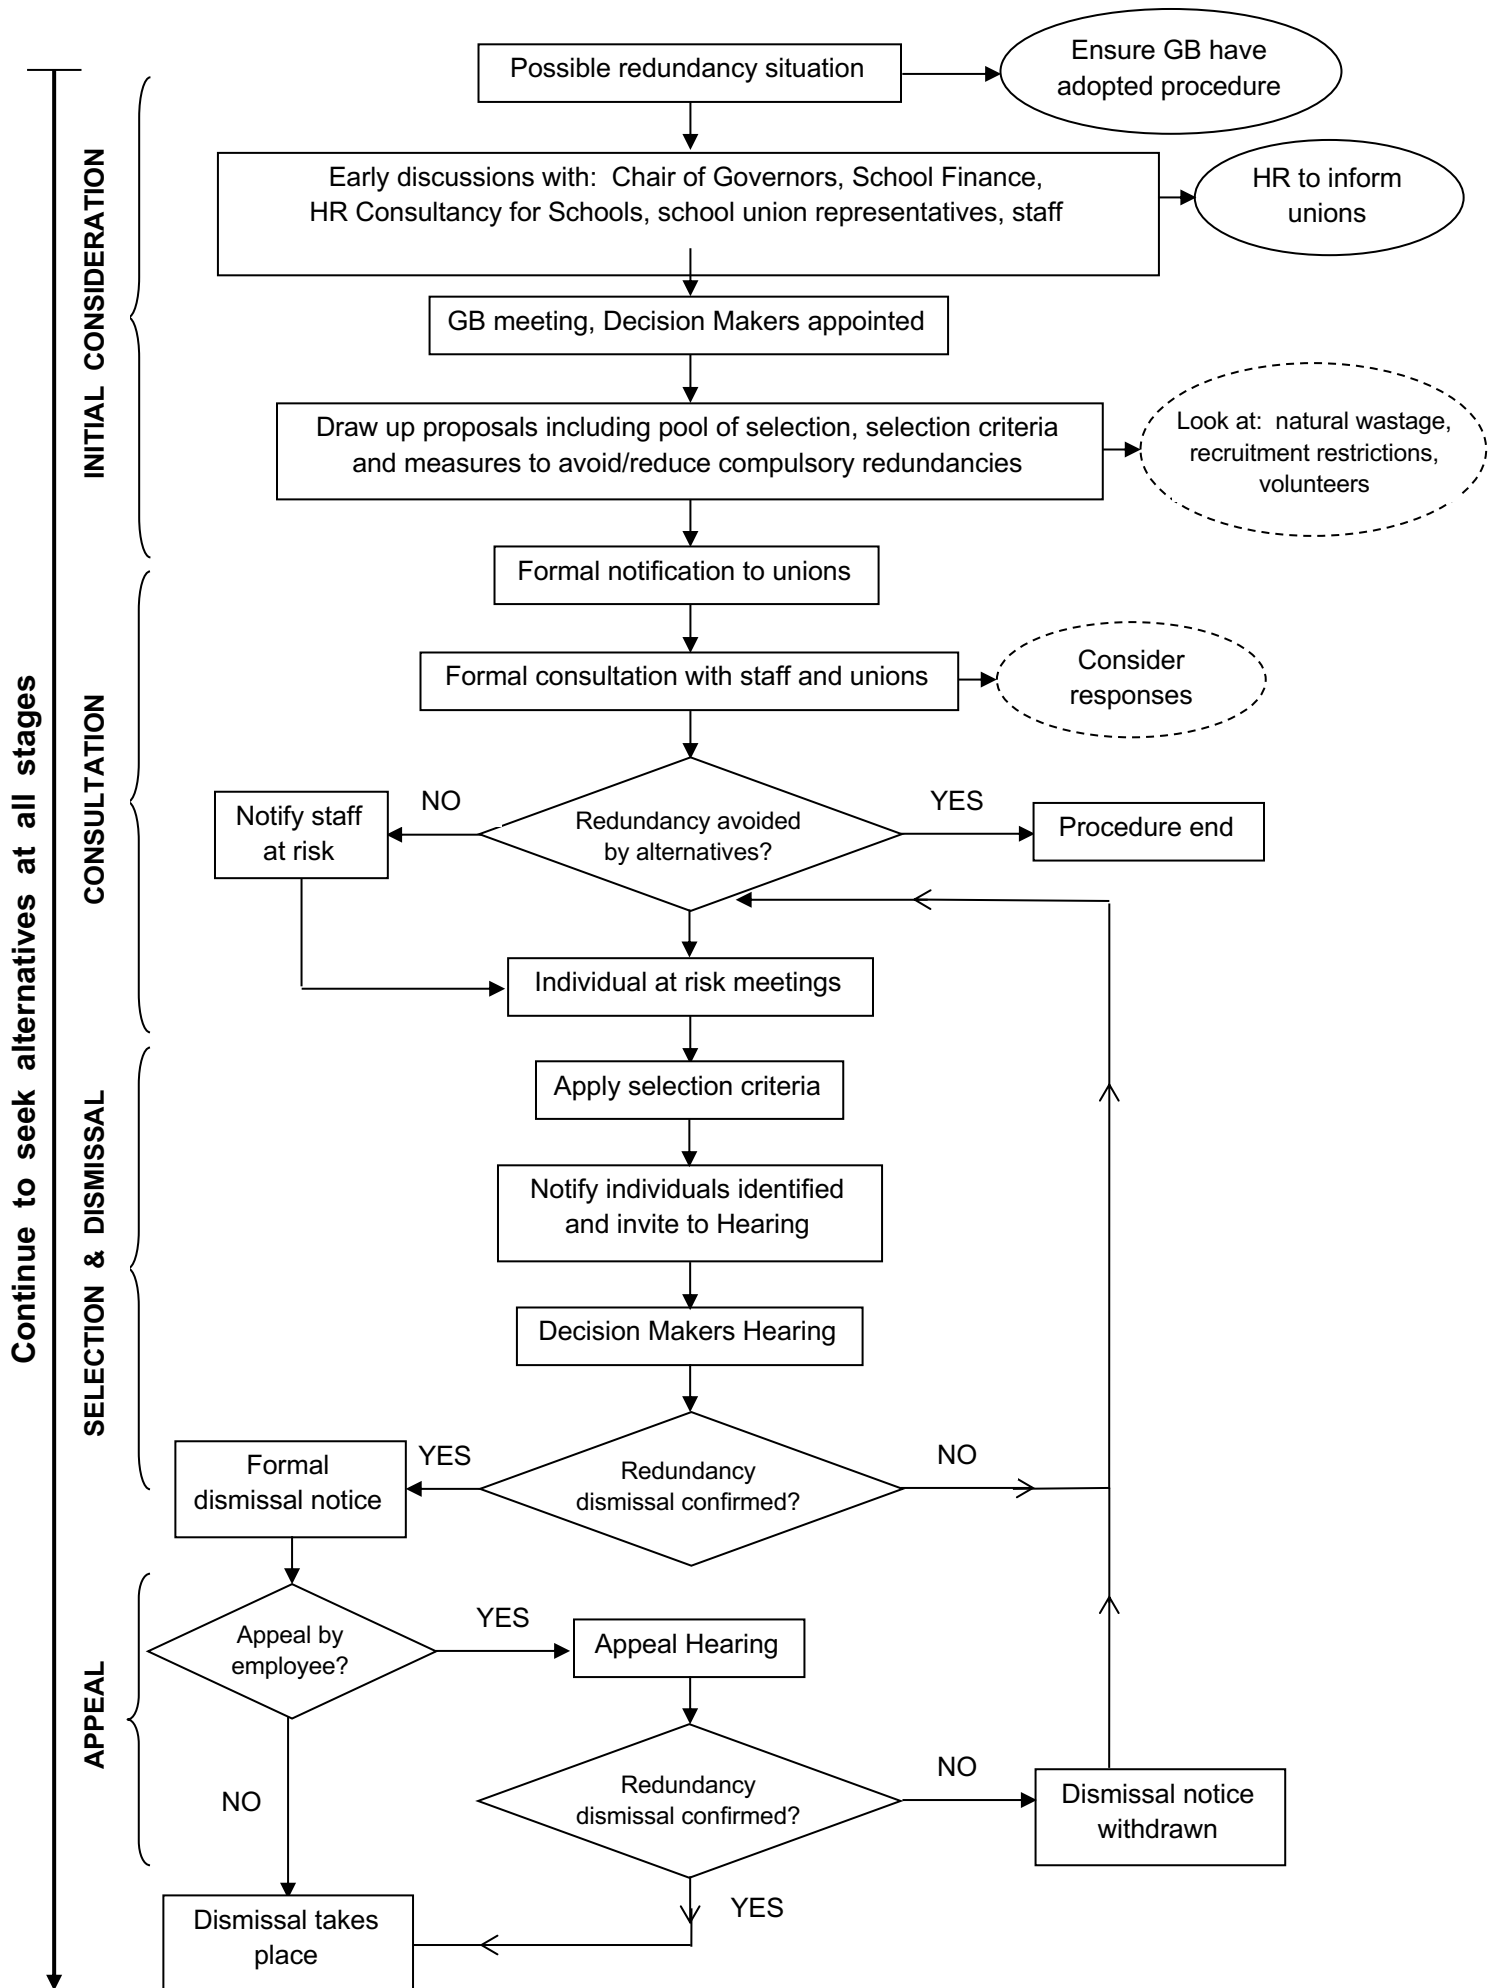 Possible redundancy situation
Ensure GB have
adopted procedure
Early discussions with: Chair of Governors, School Finance,
HR Consultancy for Schools, school union representatives, staff
HR to inform
unions
GB meeting, Decision Makers appointed
Draw up proposals including pool of selection, selection criteria
and measures to avoid/reduce compulsory redundancies
Look at: natural wastage,
recruitment restrictions,
volunteers
INITIAL CONSIDERATION
Formal notification to unions
Formal consultation with staff and unions
Consider
responses
Continue to seek alternatives at all stages
CONSULTATION
Notify staff
at risk
NO
Redundancy avoided
by alternatives?
YES
Procedure end
Individual at risk meetings
SELECTION & DISMISSAL
Apply selection criteria
Notify individuals identified
and invite to Hearing
Decision Makers Hearing
Formal
dismissal notice
YES
Redundancy
dismissal confirmed?
NO
APPEAL
Appeal by
employee?
YES
Appeal Hearing
NO
Redundancy
dismissal confirmed?
NO
Dismissal notice
withdrawn
YES
Dismissal takes
place